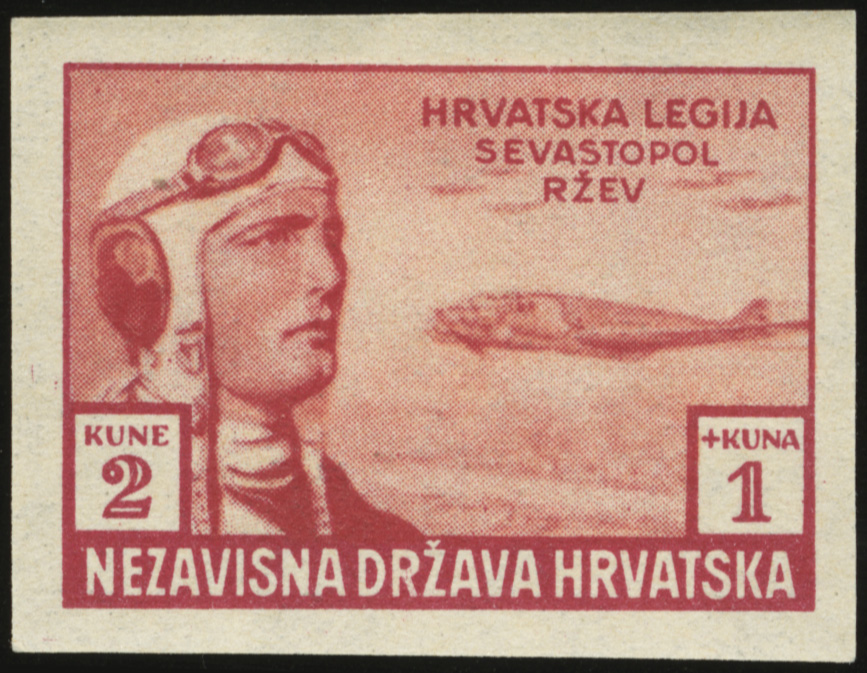 HRVATSKA LEGIJA
SEVASTOPOL
RŽEV
KUNE
2
+KUNA
1
NEZAVISNA DRŽAVA HRVATSKA